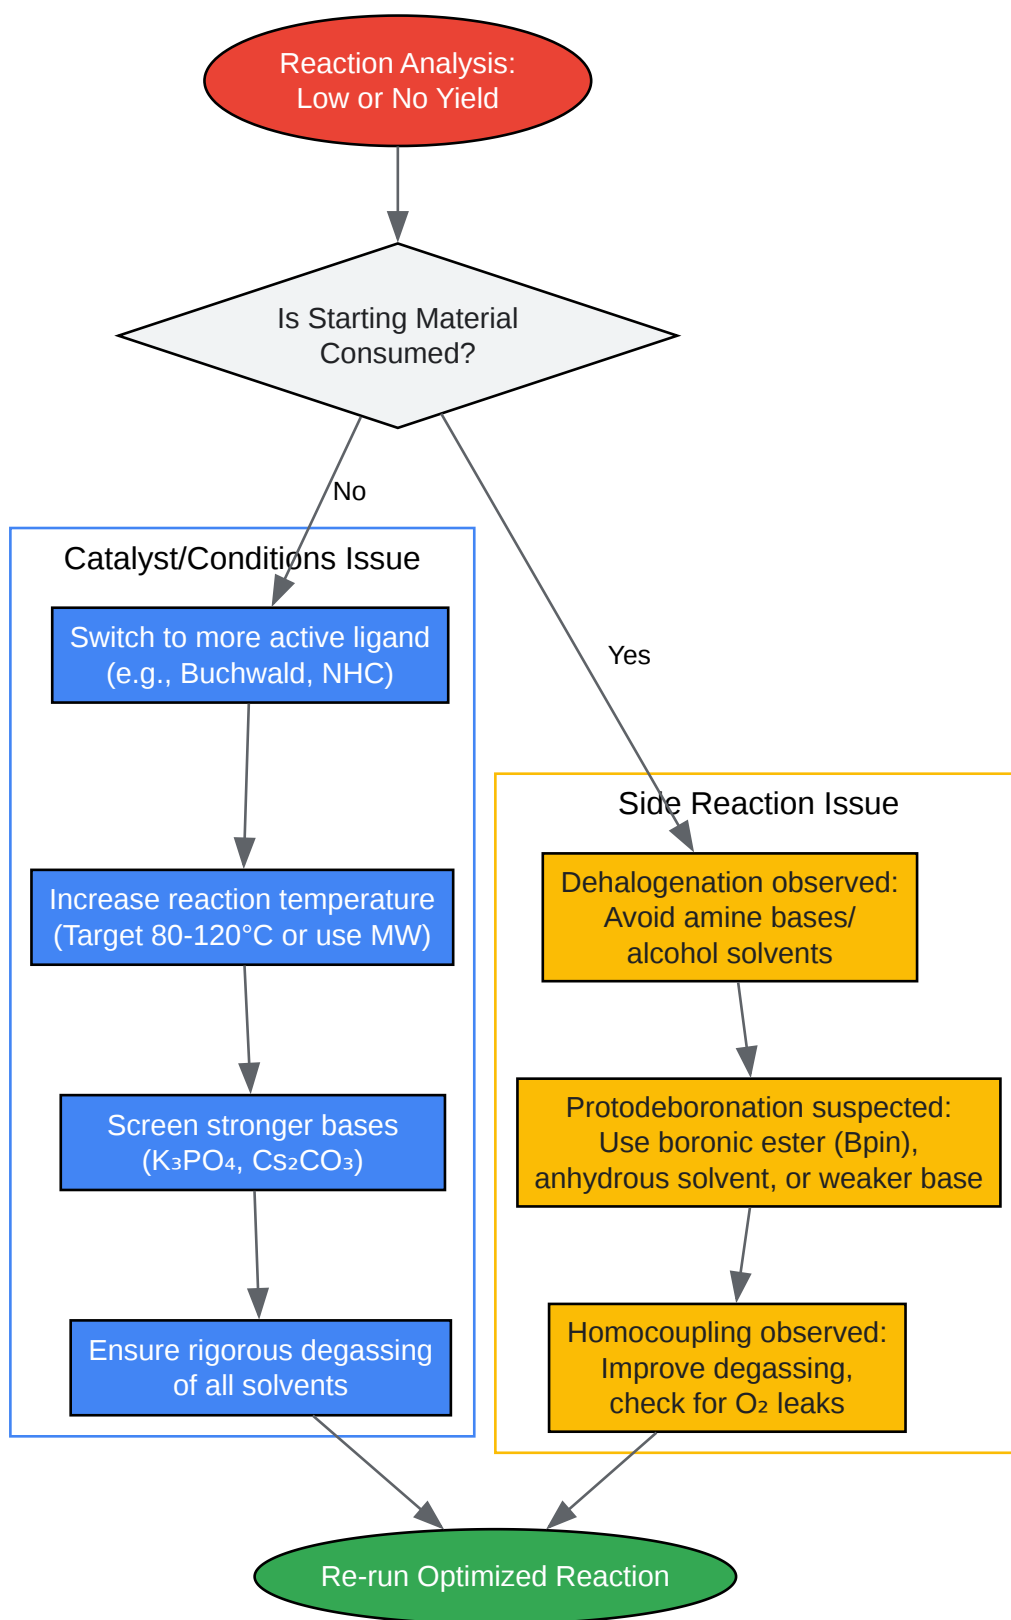 Reaction Analysis:
Low or No Yield
Is Starting Material
Consumed?
No
Yes
Catalyst/Conditions Issue
Switch to more active ligand
(e.g., Buchwald, NHC)
Increase reaction temperature
(Target 80-120°C or use MW)
Screen stronger bases
(K₃PO₄, Cs₂CO₃)
Ensure rigorous degassing
of all solvents
Side Reaction Issue
Dehalogenation observed:
Avoid amine bases/
alcohol solvents
Protodeboronation suspected:
Use boronic ester (Bpin),
anhydrous solvent, or weaker base
Homocoupling observed:
Improve degassing,
check for O₂ leaks
Re-run Optimized Reaction